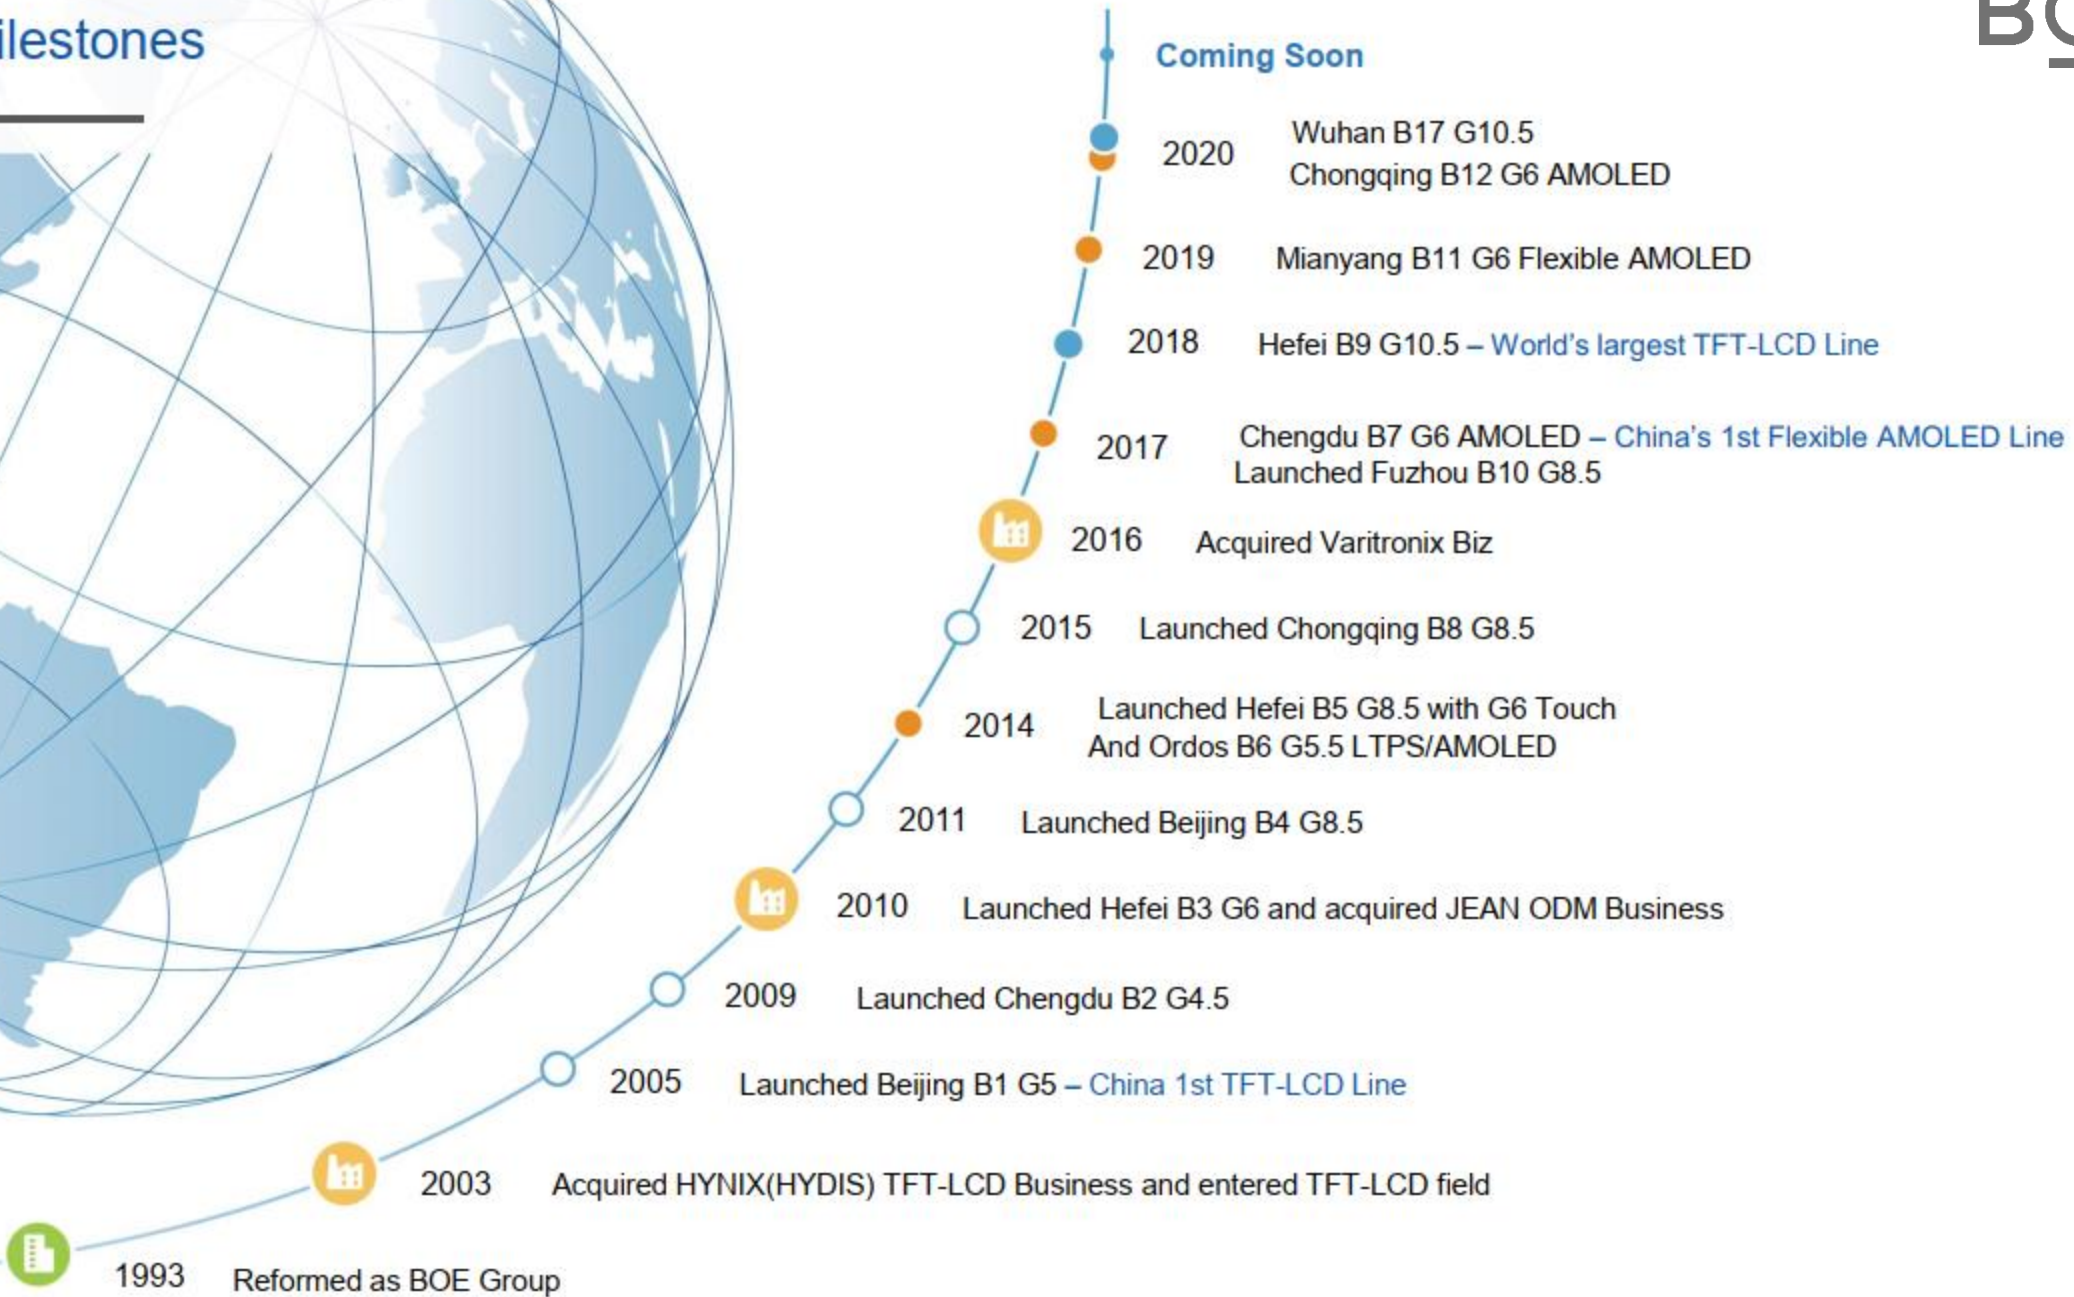 ilestones
BO
Coming Soon
2020
Wuhan B17 G10.5
Chongqing B12 G6 AMOLED
2019 Mianyang B11 G6 Flexible AMOLED
2018 Hefei B9 G10.5 – World's largest TFT-LCD Line
2017
Chengdu B7 G6 AMOLED – China's 1st Flexible AMOLED Line
Launched Fuzhou B10 G8.5
2016 Acquired Varitronix Biz
2015 Launched Chongqing B8 G8.5
2014
Launched Hefei B5 G8.5 with G6 Touch
And Ordos B6 G5.5 LTPS/AMOLED
2011 Launched Beijing B4 G8.5
2010 Launched Hefei B3 G6 and acquired JEAN ODM Business
2009 Launched Chengdu B2 G4.5
2005 Launched Beijing B1 G5 – China 1st TFT-LCD Line
2003 Acquired HYNIX(HYDIS) TFT-LCD Business and entered TFT-LCD field
1993 Reformed as BOE Group